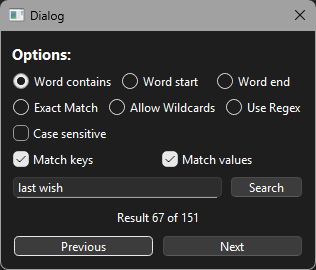 Dialog
Options:
Word contains Word start Word end
Exact Match Allow Wildcards Use Regex
Case sensitive
Match keys Match values
last wish Search
Result 67 of 151
Previous Next